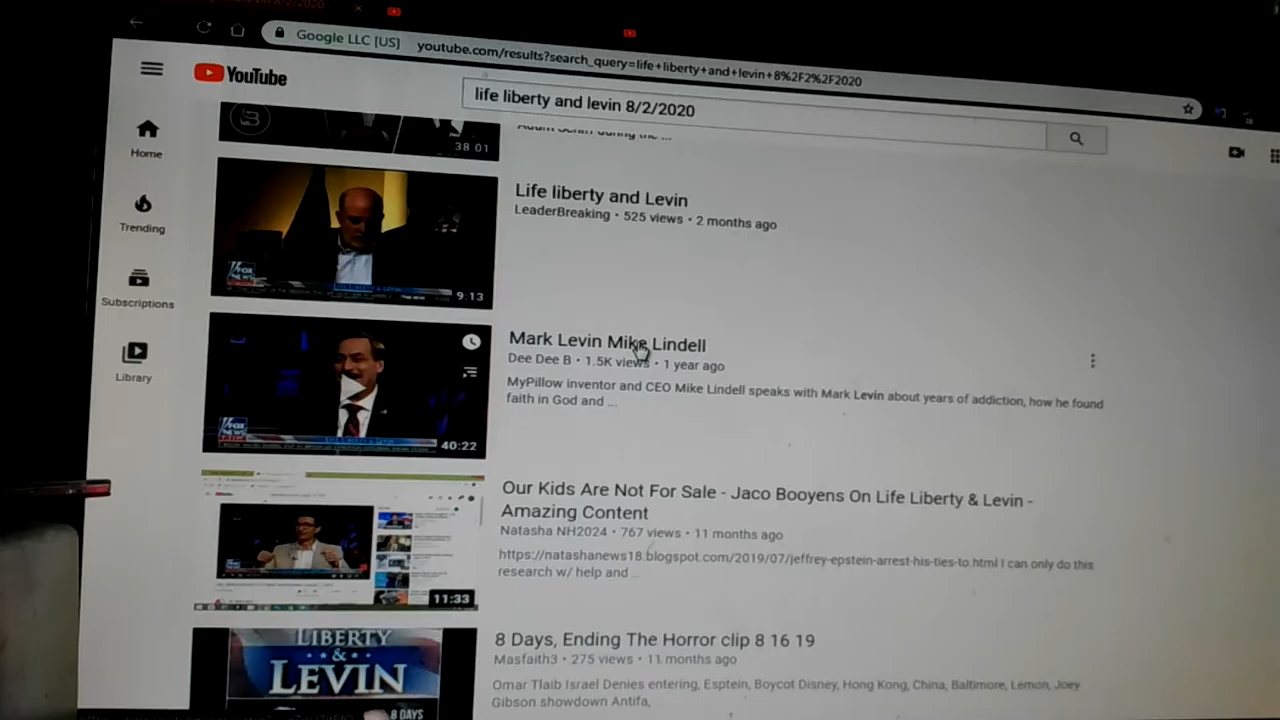 8/2/2020
Google LLC [US] youtube.com/results?search_query=life+liberty+and+levin+8%2F2%2F2020
YouTube
life liberty and levin 8/2/2020
Home
Trending
Subscriptions
Library
38:01
Life liberty and Levin
LeaderBreaking • 525 views • 2 months ago
FOX NEWS
9:13
Mark Levin Mike Lindell
Dee Dee B • 1.5K views • 1 year ago
MyPillow inventor and CEO Mike Lindell speaks with Mark Levin about years of addiction, how he found
faith in God and ...
FOX NEWS
40:22
Our Kids Are Not For Sale - Jaco Booyens On Life Liberty & Levin -
Amazing Content
Natasha NH2024 • 767 views • 11 months ago
https://natashanews18.blogspot.com/2019/07/jeffrey-epstein-arrest-his-ties-to.html I can only do this
research w/ help and ...
11:33
8 Days, Ending The Horror clip 8 16 19
Masfaith3 • 275 views • 11 months ago
Omar Tlaib Israel Denies entering, Esptein, Boycot Disney, Hong Kong, China, Baltimore, Lemon, Joey
Gibson showdown Antifa,
LIBERTY
&
LEVIN
8 DAYS